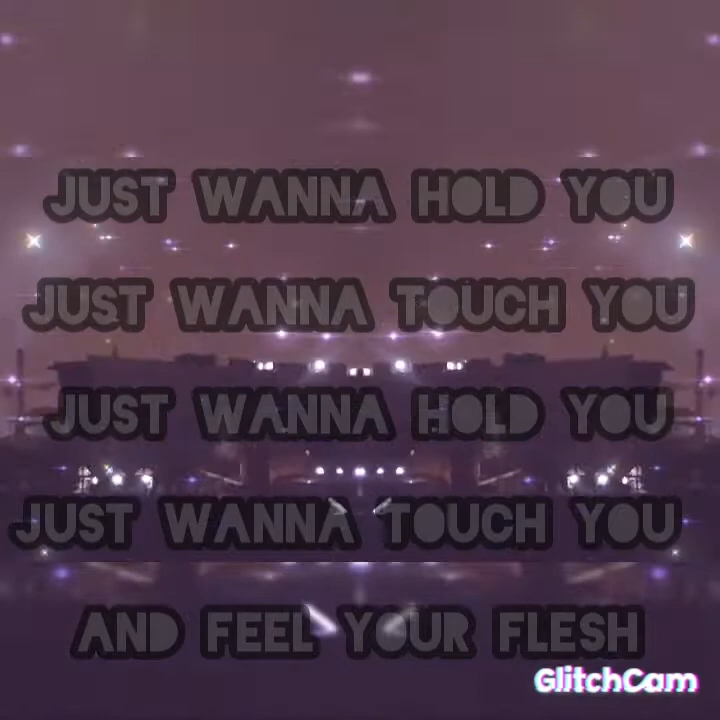 JUST WANNA HOLD YOU
JUST WANNA TOUCH YOU
JUST WANNA HOLD YOU
JUST WANNA TOUCH YOU
AND FEEL YOUR FLESH
GlitchCam